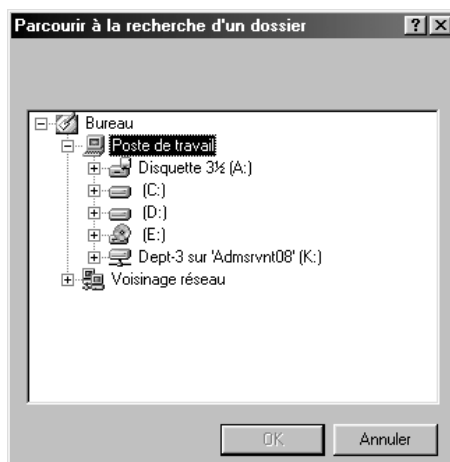 Parcourir à la recherche d'un dossier
Bureau
Poste de travail
Disquette 3½ (A:)
(C:)
(D:)
(E:)
Dept-3 sur 'Admsrvnt08' (K:)
Voisinage réseau
OK Annuler